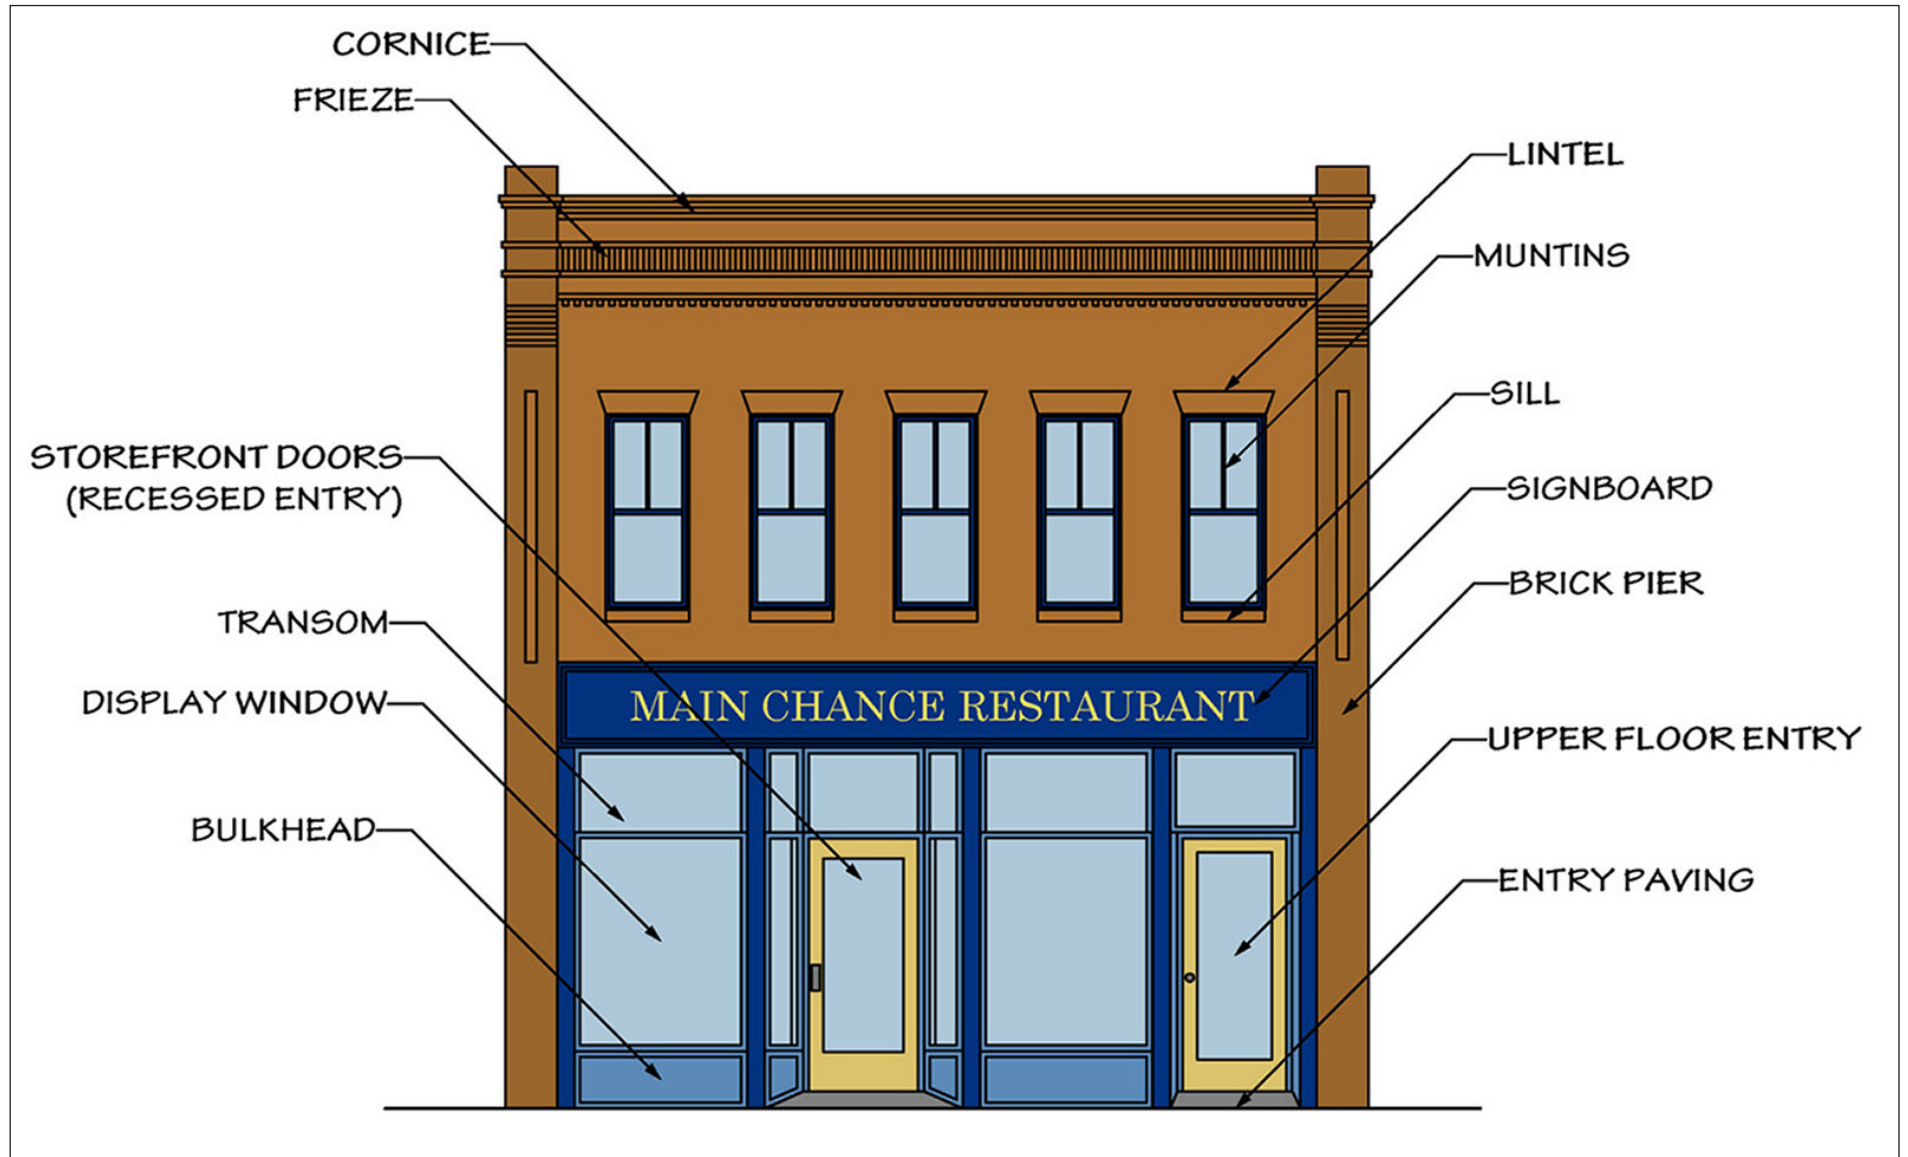 CORNICE
FRIEZE
LINTEL
MUNTINS
SILL
STOREFRONT DOORS
(RECESSED ENTRY)
SIGNBOARD
BRICK PIER
TRANSOM
DISPLAY WINDOW
MAIN CHANCE RESTAURANT
UPPER FLOOR ENTRY
BULKHEAD
ENTRY PAVING